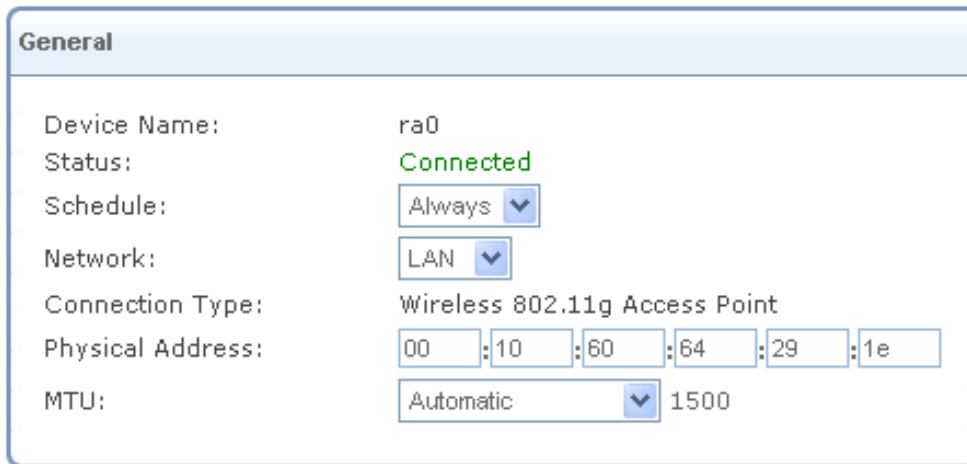 General
Device Name: ra0
Status: Connected
Schedule: Always
Network: LAN
Connection Type: Wireless 802.11g Access Point
Physical Address: 00 :10 :60 :64 :29 :1e
MTU: Automatic 1500